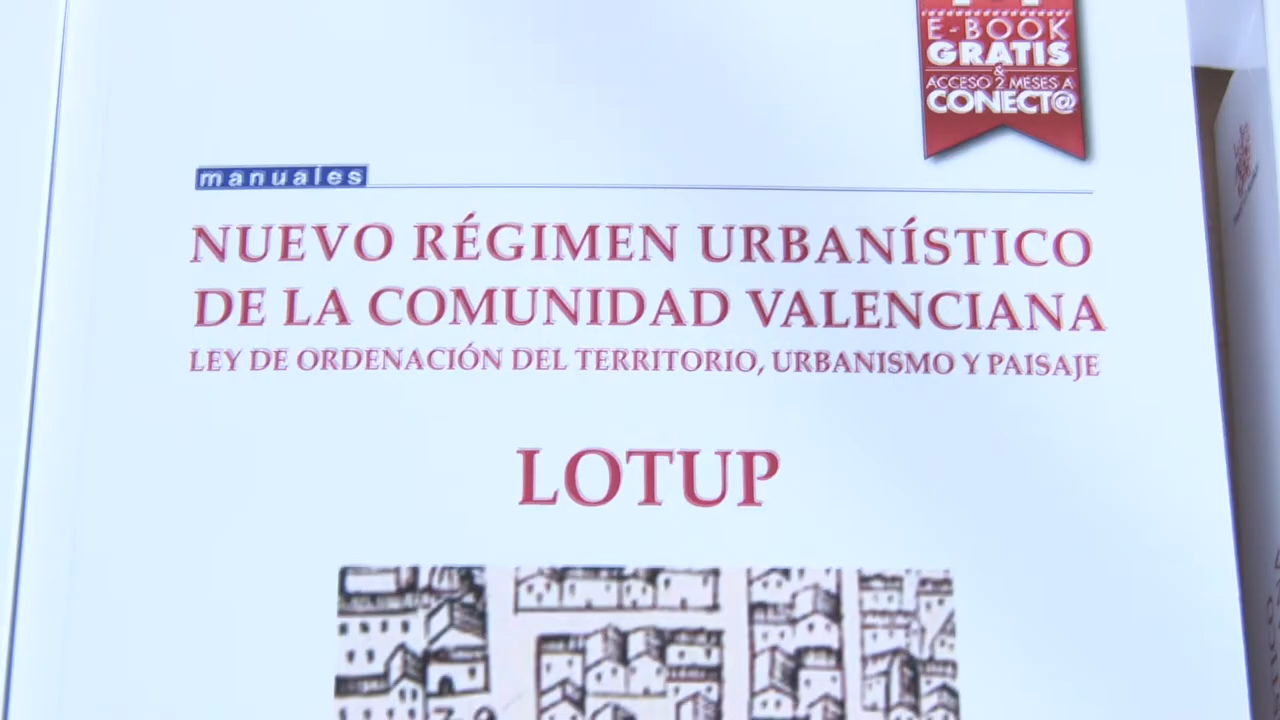 E-BOOK
GRATIS
&
ACCESO 2 MESES A
CONECT@
manuales
NUEVO RÉGIMEN URBANÍSTICO
DE LA COMUNIDAD VALENCIANA
LEY DE ORDENACIÓN DEL TERRITORIO, URBANISMO Y PAISAJE
LOTUP